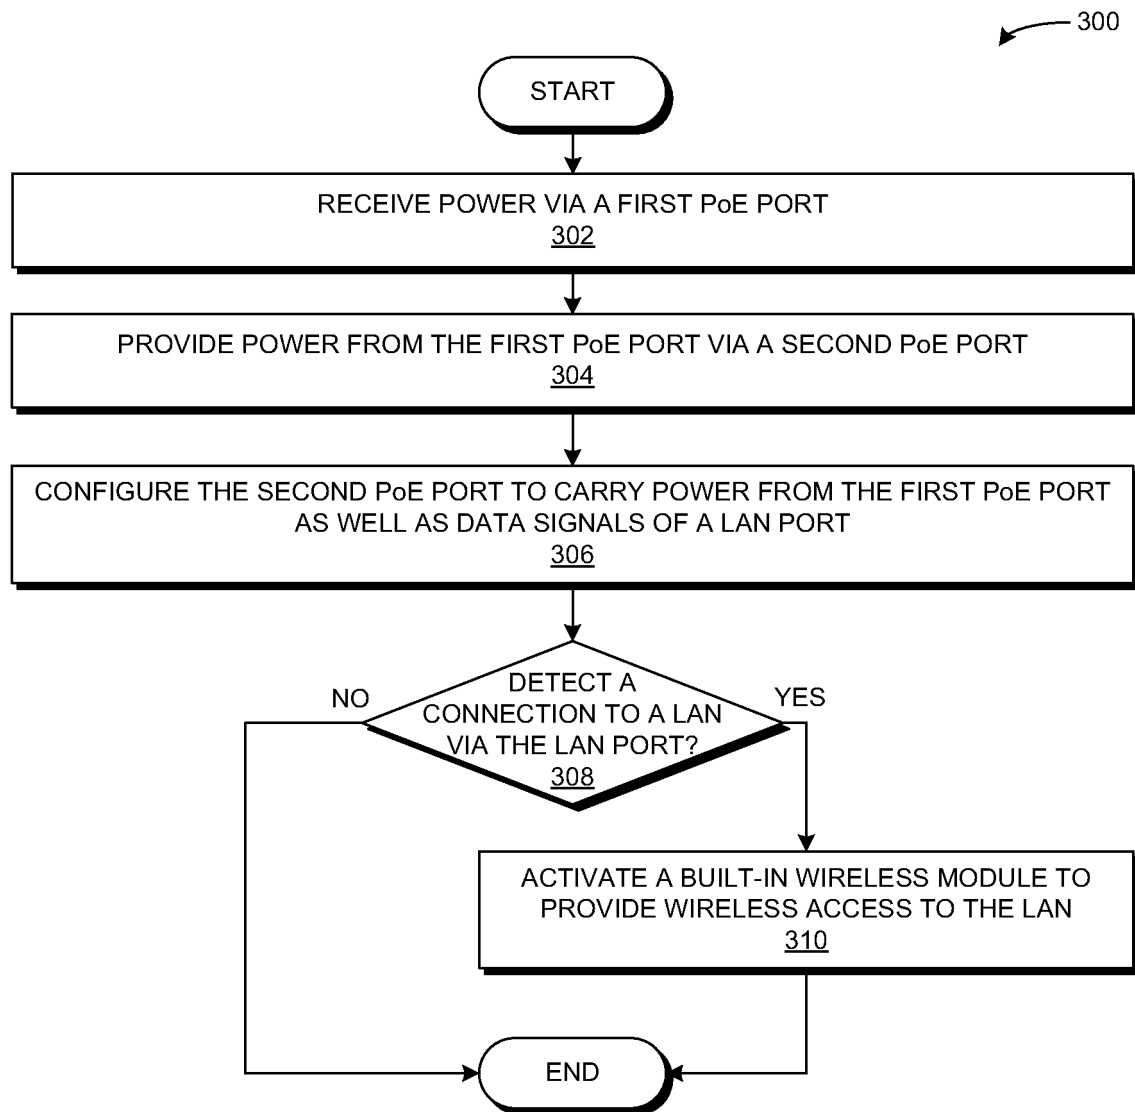 300
START
RECEIVE POWER VIA A FIRST PoE PORT
302
PROVIDE POWER FROM THE FIRST PoE PORT VIA A SECOND PoE PORT
304
CONFIGURE THE SECOND PoE PORT TO CARRY POWER FROM THE FIRST PoE PORT
AS WELL AS DATA SIGNALS OF A LAN PORT
306
NO
YES
DETECT A
CONNECTION TO A LAN
VIA THE LAN PORT?
308
ACTIVATE A BUILT-IN WIRELESS MODULE TO
PROVIDE WIRELESS ACCESS TO THE LAN
310
END